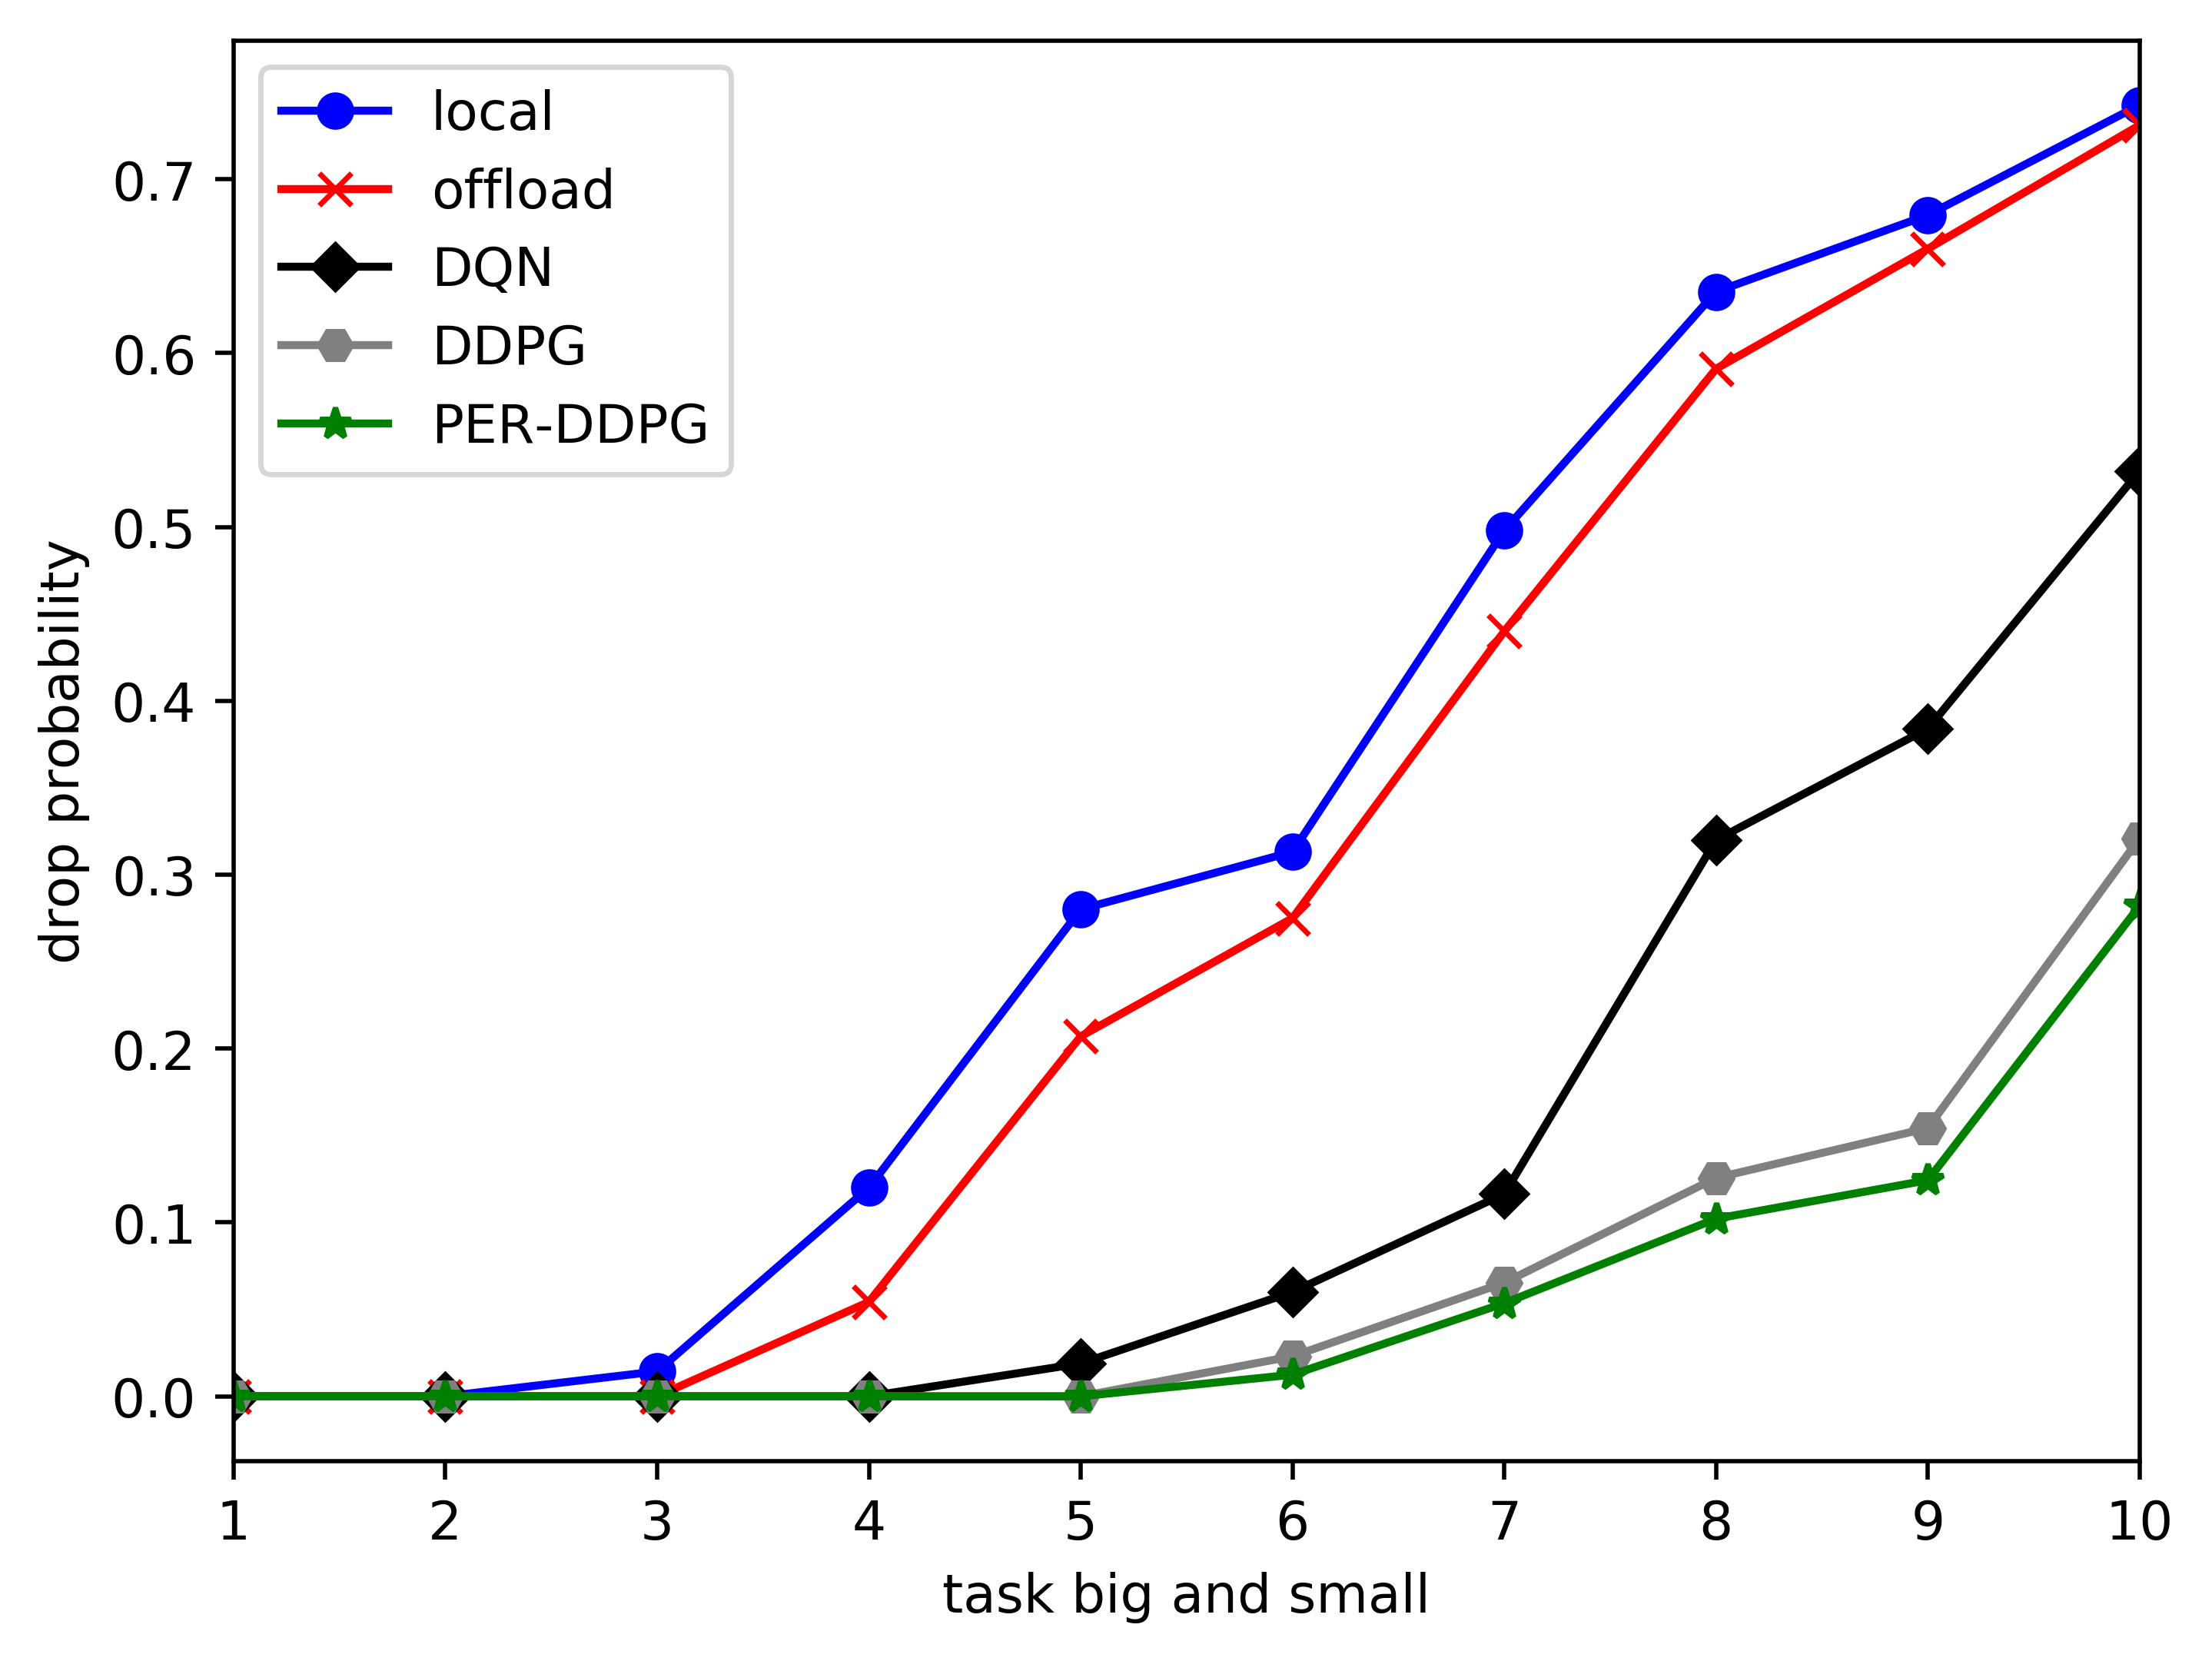 local
offload
DQN
DDPG
PER-DDPG
0.7
0.6
0.5
0.4
0.3
0.2
0.1
0.0
drop probability
1 2 3 4 5 6 7 8 9 10
task big and small